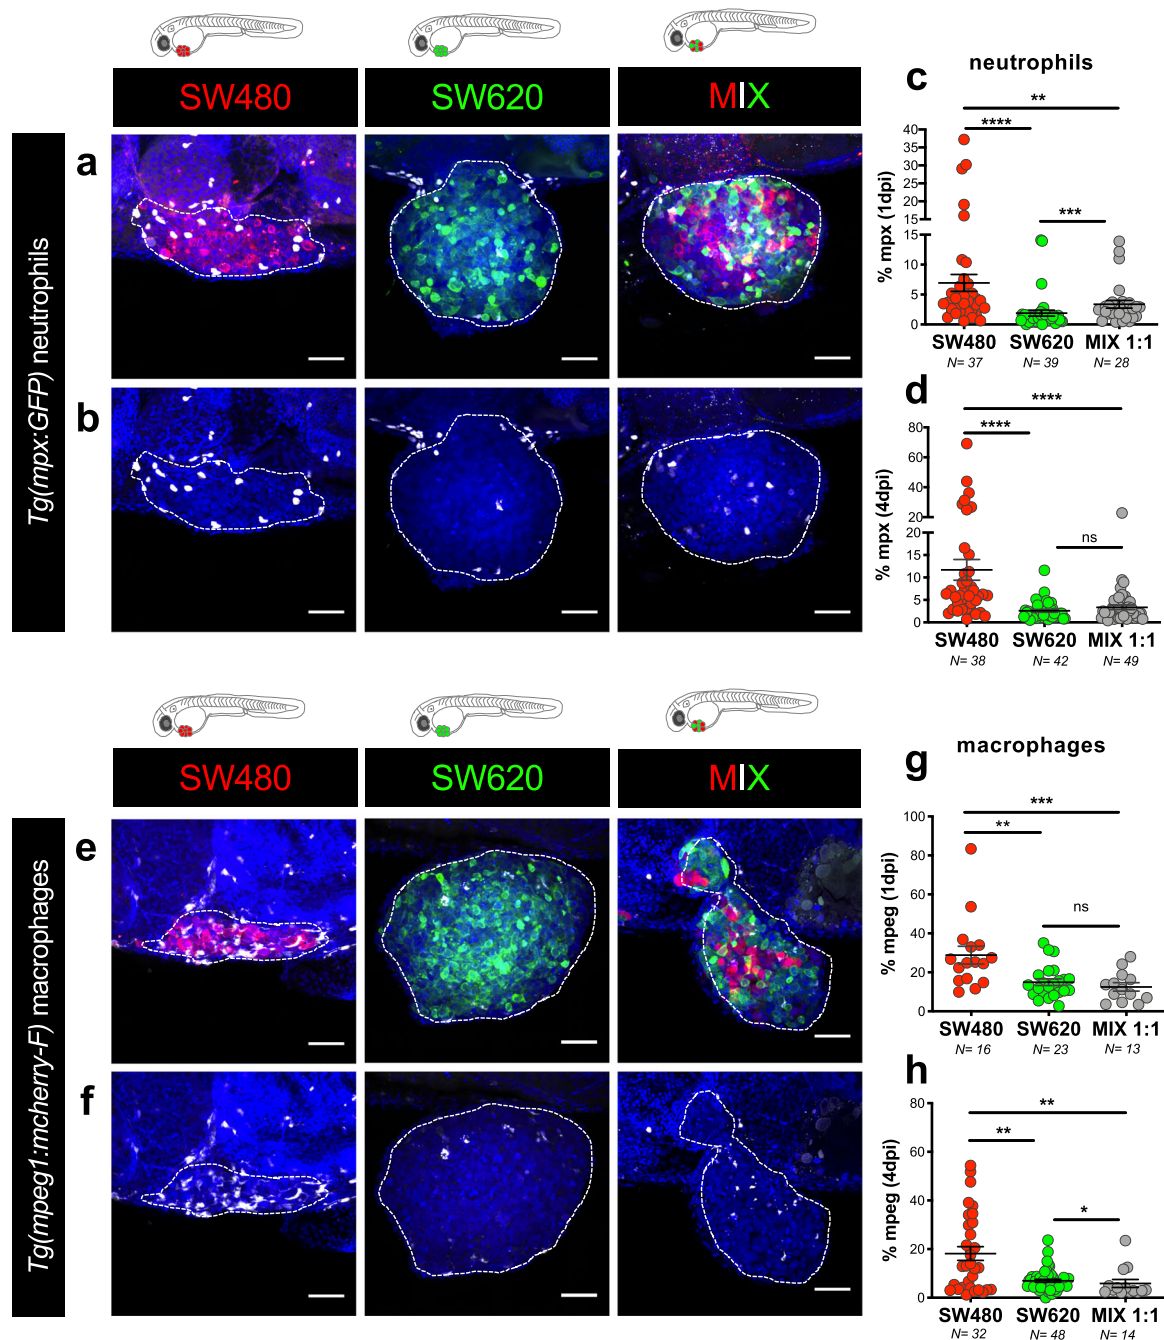 SW480
SW620
MIX
Tg(mpx:GFP) neutrophils
a
b
c
neutrophils
**
****
***
% mpx (1dpi)
40
35
30
25
20
15
15
10
5
0
SW480
SW620
MIX 1:1
N= 37
N= 39
N= 28
d
****
****
ns
% mpx (4dpi)
80
60
40
20
20
15
10
5
0
SW480
SW620
MIX 1:1
N= 38
N= 42
N= 49
SW480
SW620
MIX
Tg(mpeg1:mcherry-F) macrophages
e
f
g
macrophages
***
**
ns
% mpeg (1dpi)
100
80
60
40
20
0
SW480
SW620
MIX 1:1
N= 16
N= 23
N= 13
h
**
**
*
% mpeg (4dpi)
80
60
40
20
0
SW480
SW620
MIX 1:1
N= 32
N= 48
N= 14